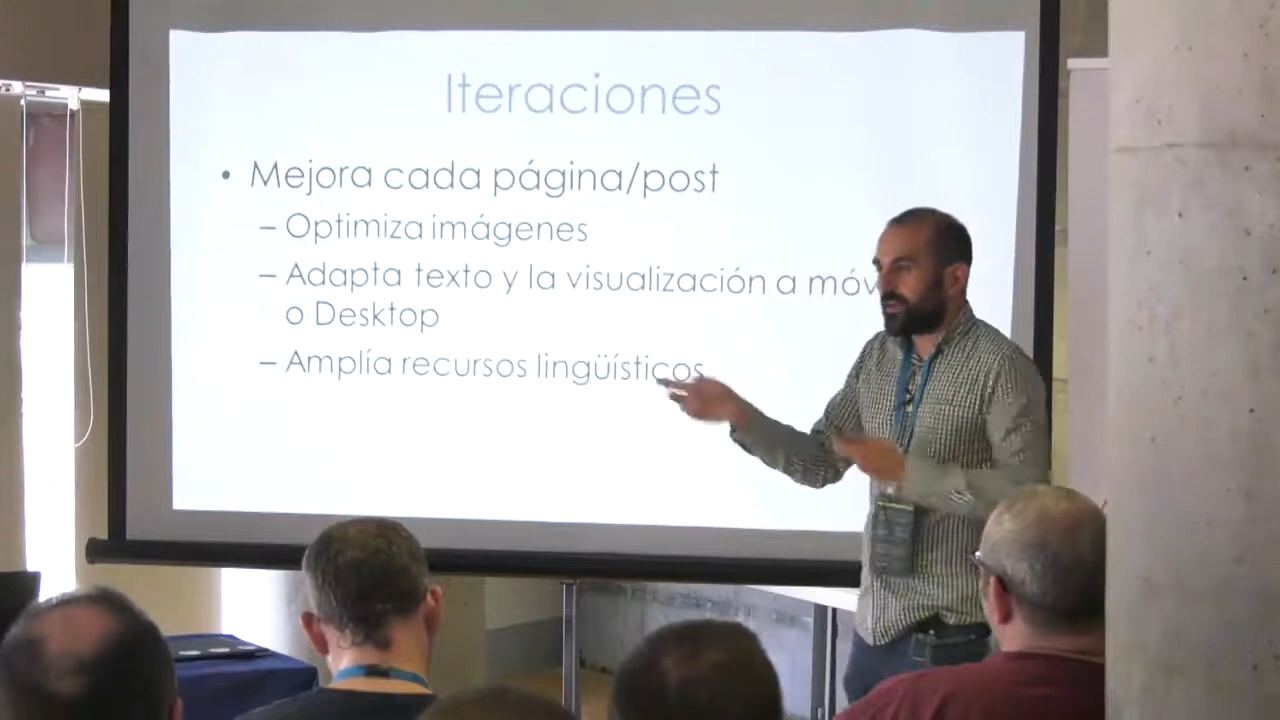 Iteraciones
• Mejora cada página/post
– Optimiza imágenes
– Adapta texto y la visualización a
o Desktop
– Amplía recursos lingüísticos